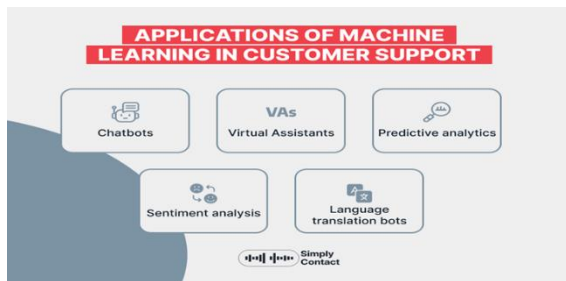 APPLICATIONS OF MACHINE
LEARNING IN CUSTOMER SUPPORT
Chatbots
VAs
Virtual Assistants
Predictive analytics
Sentiment analysis
Language
translation bots
Simply
Contact